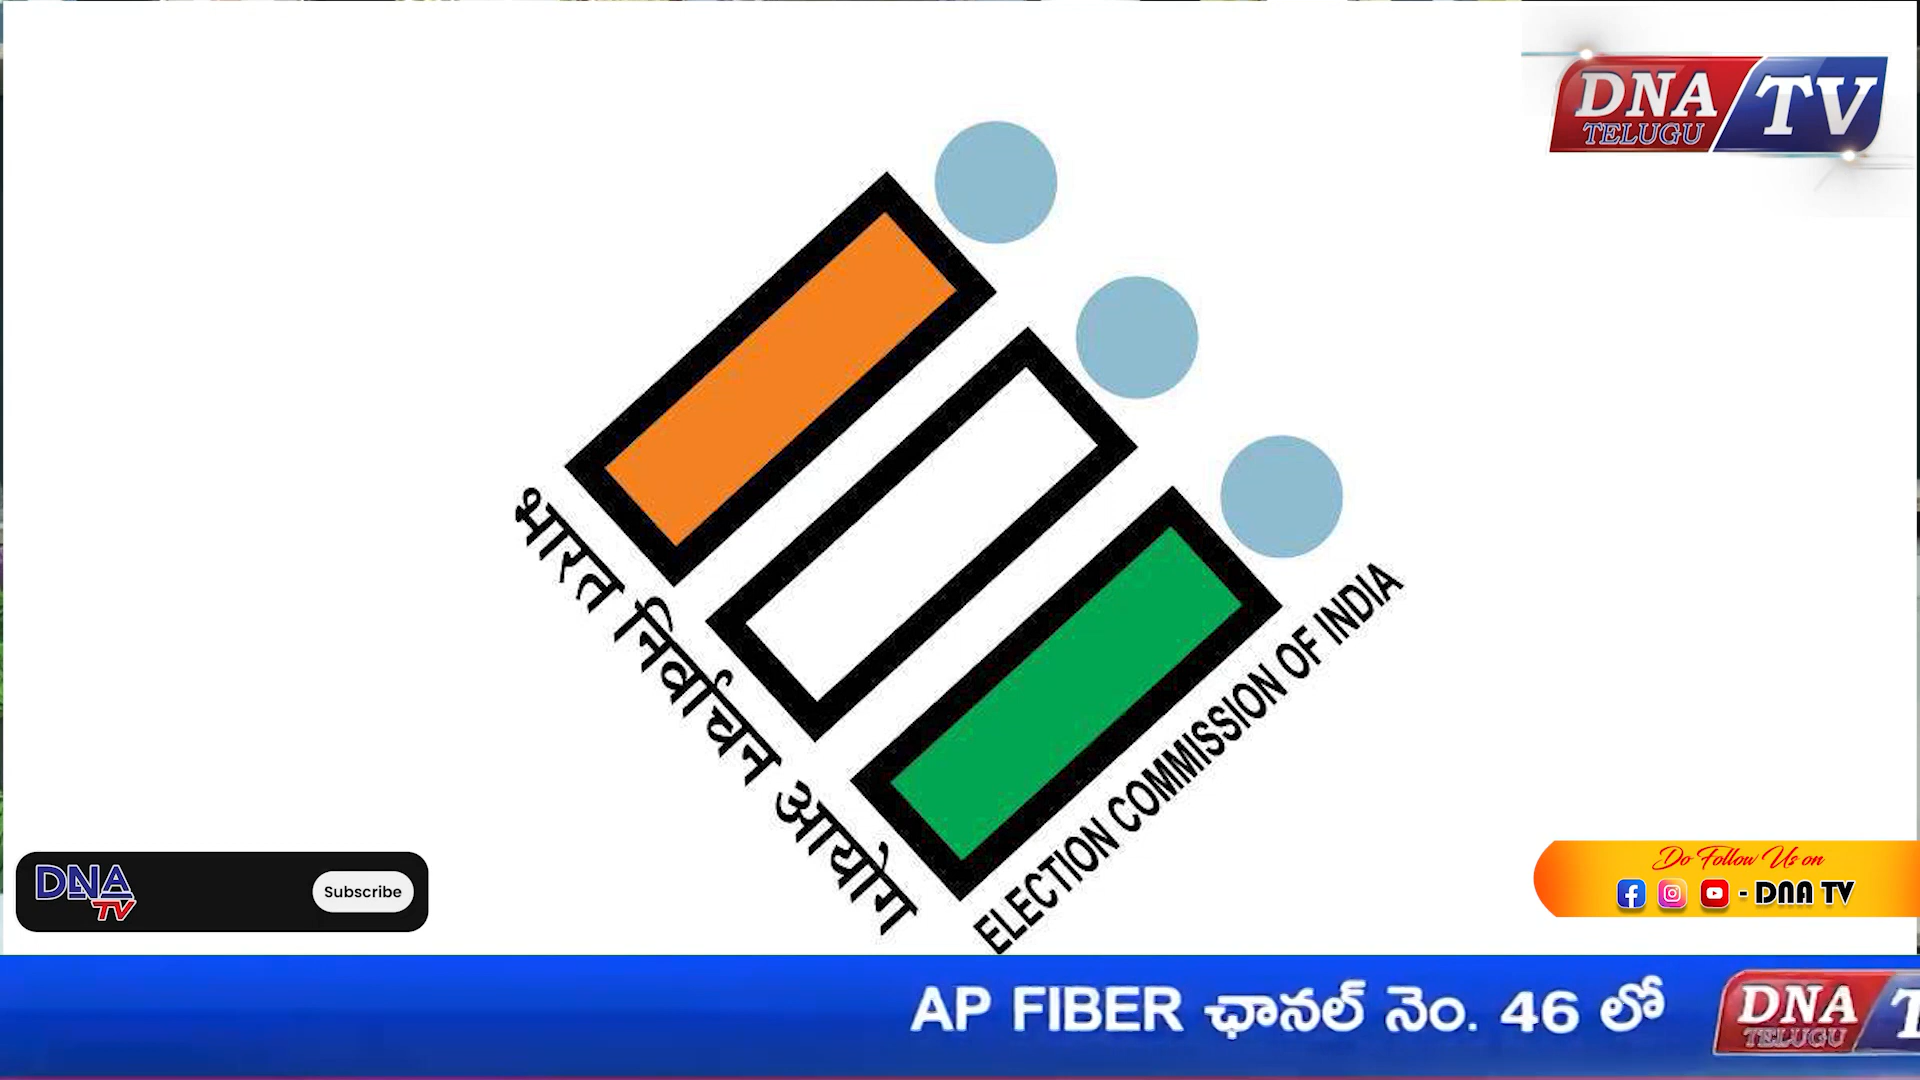 DNA TV
TELUGU
भारत निर्वाचन आयोग
ELECTION COMMISSION OF INDIA
DNA
TV
Subscribe
Do Follow Us on
- DNA TV
AP FIBER ఛానల్ నెం. 46 లో
DNA T
TELUGU